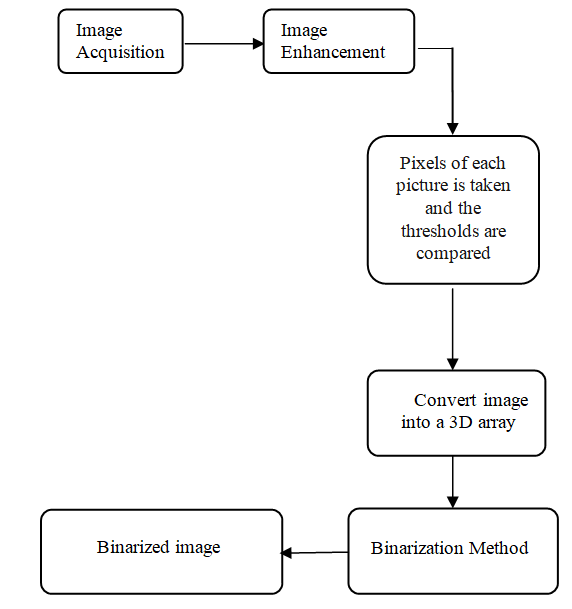 Image
Acquisition
Image
Enhancement
Pixels of each
picture is taken
and the
thresholds are
compared
Convert image
into a 3D array
Binarization Method
Binarized image